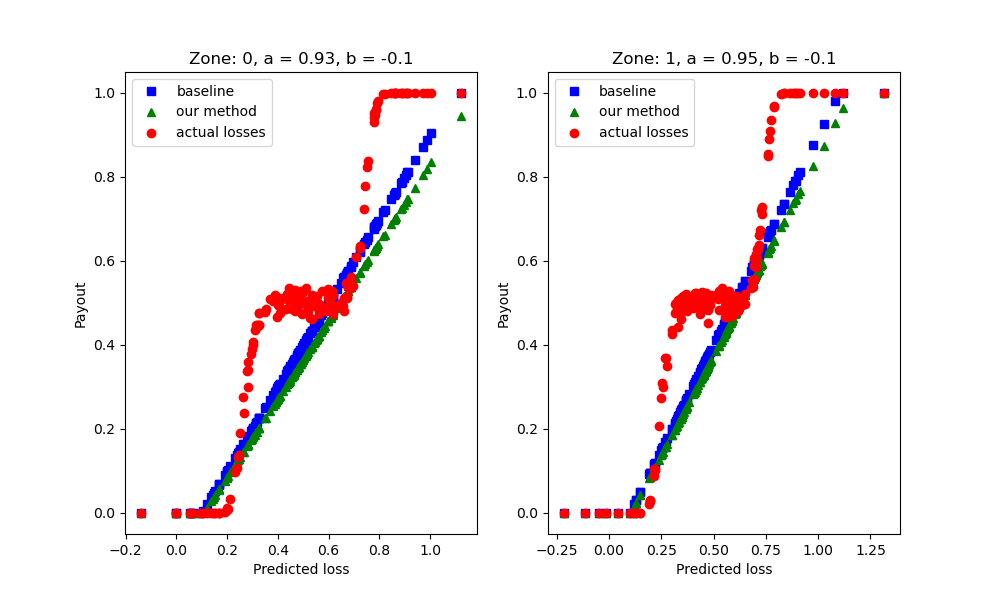 Zone: 0, a = 0.93, b = -0.1
baseline
our method
actual losses
1.0
0.8
0.6
0.4
0.2
0.0
Payout
−0.2 0.0 0.2 0.4 0.6 0.8 1.0
Predicted loss
Zone: 1, a = 0.95, b = -0.1
baseline
our method
actual losses
1.0
0.8
0.6
0.4
0.2
0.0
Payout
−0.25 0.00 0.25 0.50 0.75 1.00 1.25
Predicted loss